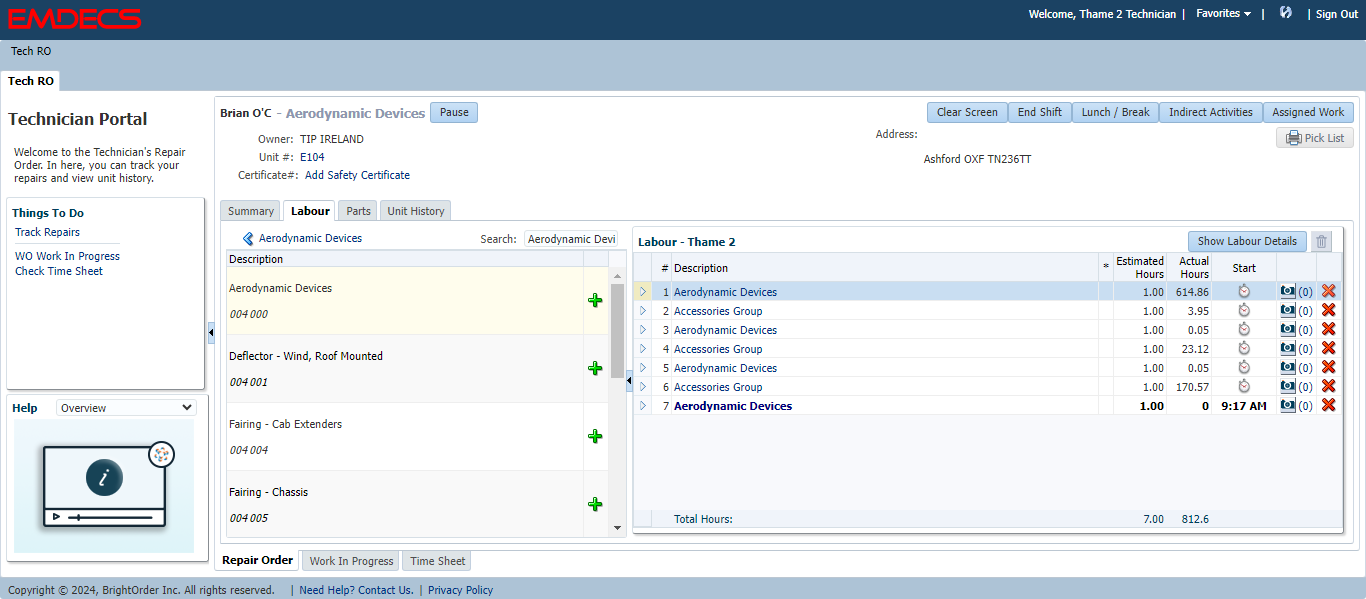 EMDECS
Welcome, Thame 2 Technician | Favorites | | Sign Out
Tech RO
Tech RO
Technician Portal
Welcome to the Technician's Repair
Order. In here, you can track your
repairs and view unit history.
Things To Do
Track Repairs
WO Work In Progress
Check Time Sheet
Help Overview
i
Brian O'C - Aerodynamic Devices Pause
Clear Screen End Shift Lunch / Break Indirect Activities Assigned Work
Pick List
Owner: TIP IRELAND
Unit #: E104
Certificate#: Add Safety Certificate
Address:
Ashford OXF TN236TT
Summary Labour Parts Unit History
Aerodynamic Devices Search: Aerodynamic Devi
Description
Aerodynamic Devices
004 000
Deflector - Wind, Roof Mounted
004 001
Fairing - Cab Extenders
004 004
Fairing - Chassis
004 005
Labour - Thame 2 Show Labour Details
# Description * Estimated Hours Actual Hours Start
1 Aerodynamic Devices 1.00 614.86 (0)
2 Accessories Group 1.00 3.95 (0)
3 Aerodynamic Devices 1.00 0.05 (0)
4 Accessories Group 1.00 23.12 (0)
5 Aerodynamic Devices 1.00 0.05 (0)
6 Accessories Group 1.00 170.57 (0)
7 Aerodynamic Devices 1.00 0 9:17 AM (0)
Total Hours: 7.00 812.6
Repair Order Work In Progress Time Sheet
Copyright © 2024, BrightOrder Inc. All rights reserved. | Need Help? Contact Us. | Privacy Policy